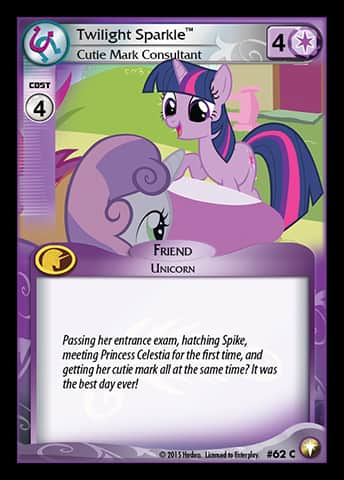 Twilight Sparkle™
Cutie Mark Consultant
4
COST
4
FRIEND
UNICORN
Passing her entrance exam, hatching Spike,
meeting Princess Celestia for the first time, and
getting her cutie mark all at the same time? It was
the best day ever!
© 2015 Hasbro. Licensed to Enterplay. #62 C